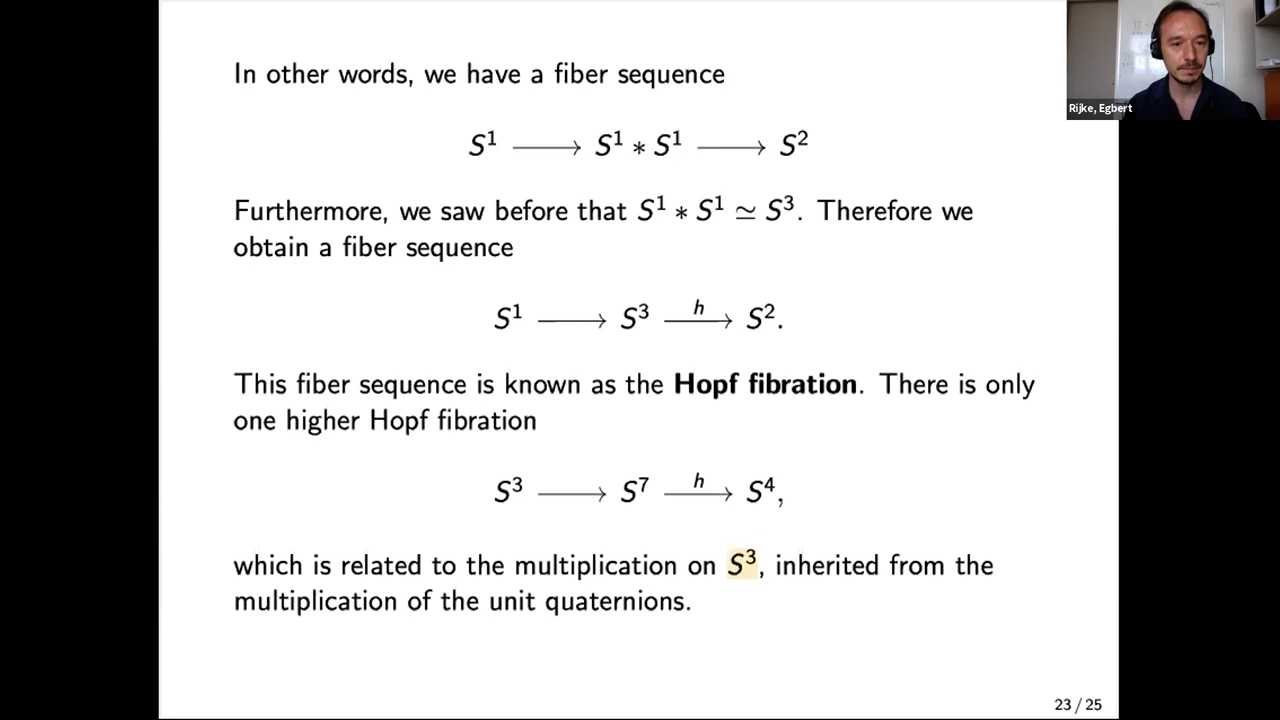 In other words, we have a fiber sequence
S¹ ⟶ S¹ ∗ S¹ ⟶ S²
Furthermore, we saw before that S¹ ∗ S¹ ≃ S³. Therefore we
obtain a fiber sequence
S¹ ⟶ S³ ⟶ʰ S².
This fiber sequence is known as the Hopf fibration. There is only
one higher Hopf fibration
S³ ⟶ S⁷ ⟶ʰ S⁴,
which is related to the multiplication on S³, inherited from the
multiplication of the unit quaternions.
23 / 25
Rijke, Egbert